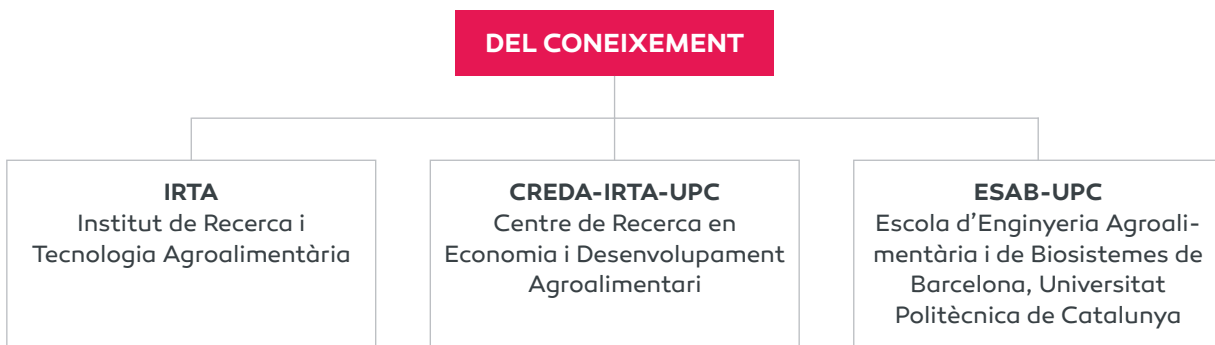 DEL CONEIXEMENT
IRTA
Institut de Recerca i
Tecnologia Agroalimentària
CREDA-IRTA-UPC
Centre de Recerca en
Economia i Desenvolupament
Agroalimentari
ESAB-UPC
Escola d’Enginyeria Agroali-
mentària i de Biosistemes de
Barcelona, Universitat
Politècnica de Catalunya